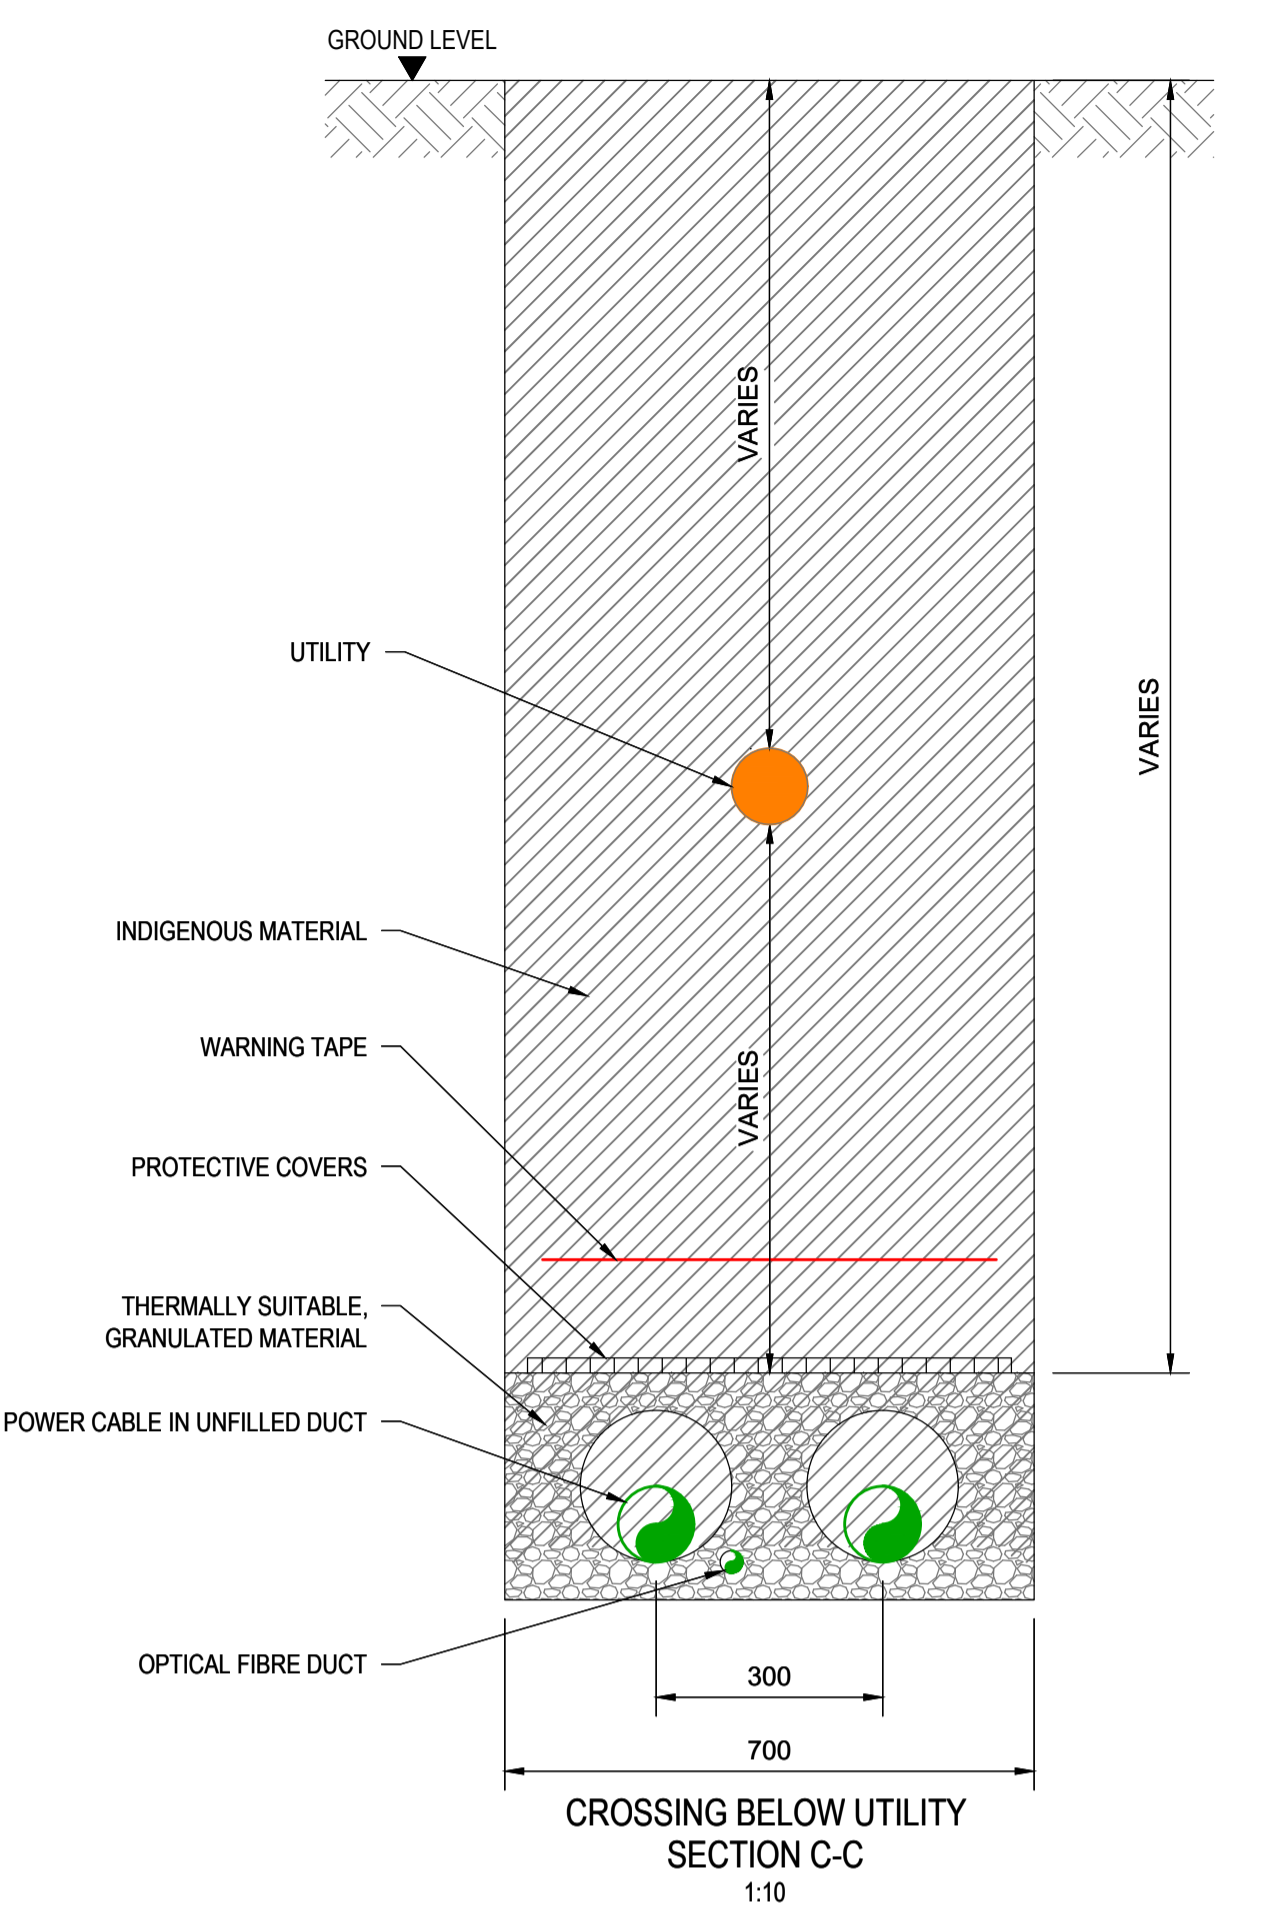 GROUND LEVEL
VARIES
UTILITY
VARIES
INDIGENOUS MATERIAL
WARNING TAPE
VARIES
PROTECTIVE COVERS
THERMALLY SUITABLE,
GRANULATED MATERIAL
POWER CABLE IN UNFILLED DUCT
OPTICAL FIBRE DUCT
300
700
CROSSING BELOW UTILITY
SECTION C-C
1:10